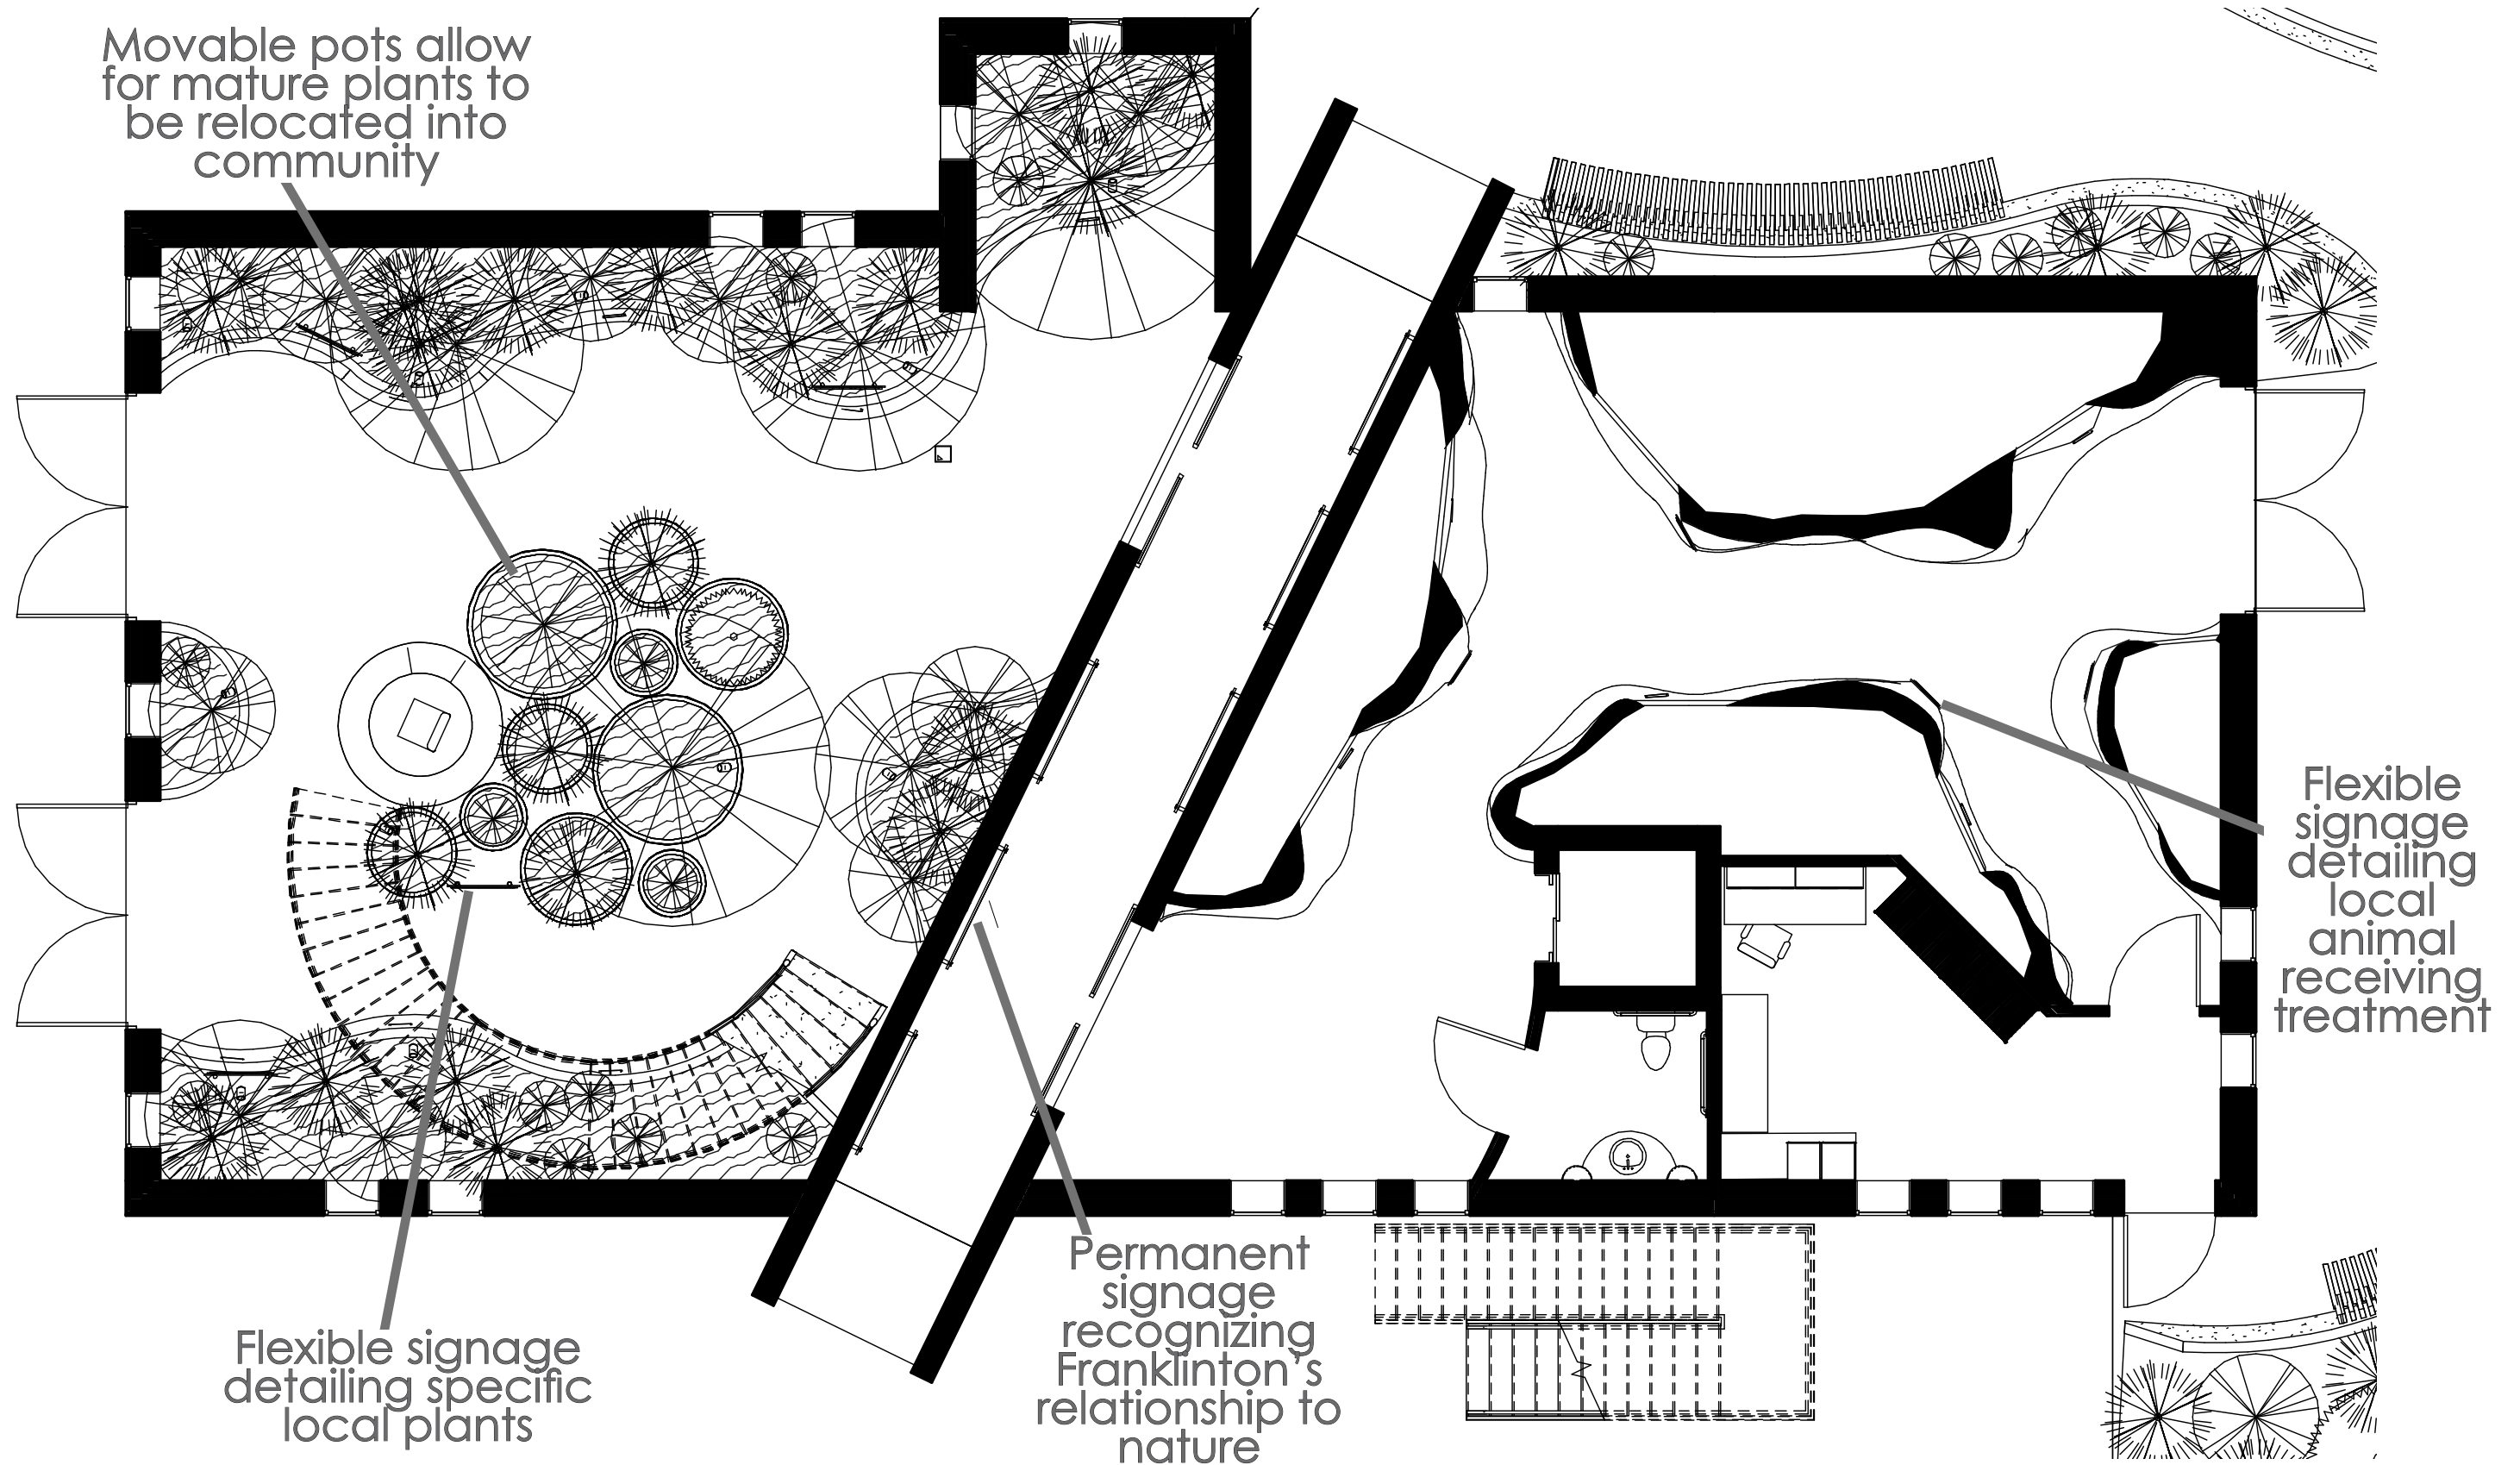 Movable pots allow
for mature plants to
be relocated into
community
Flexible
signage
detailing
local
animal
receiving
treatment
Permanent
signage
recognizing
Franklinton's
relationship to
nature
Flexible signage
detailing specific
local plants